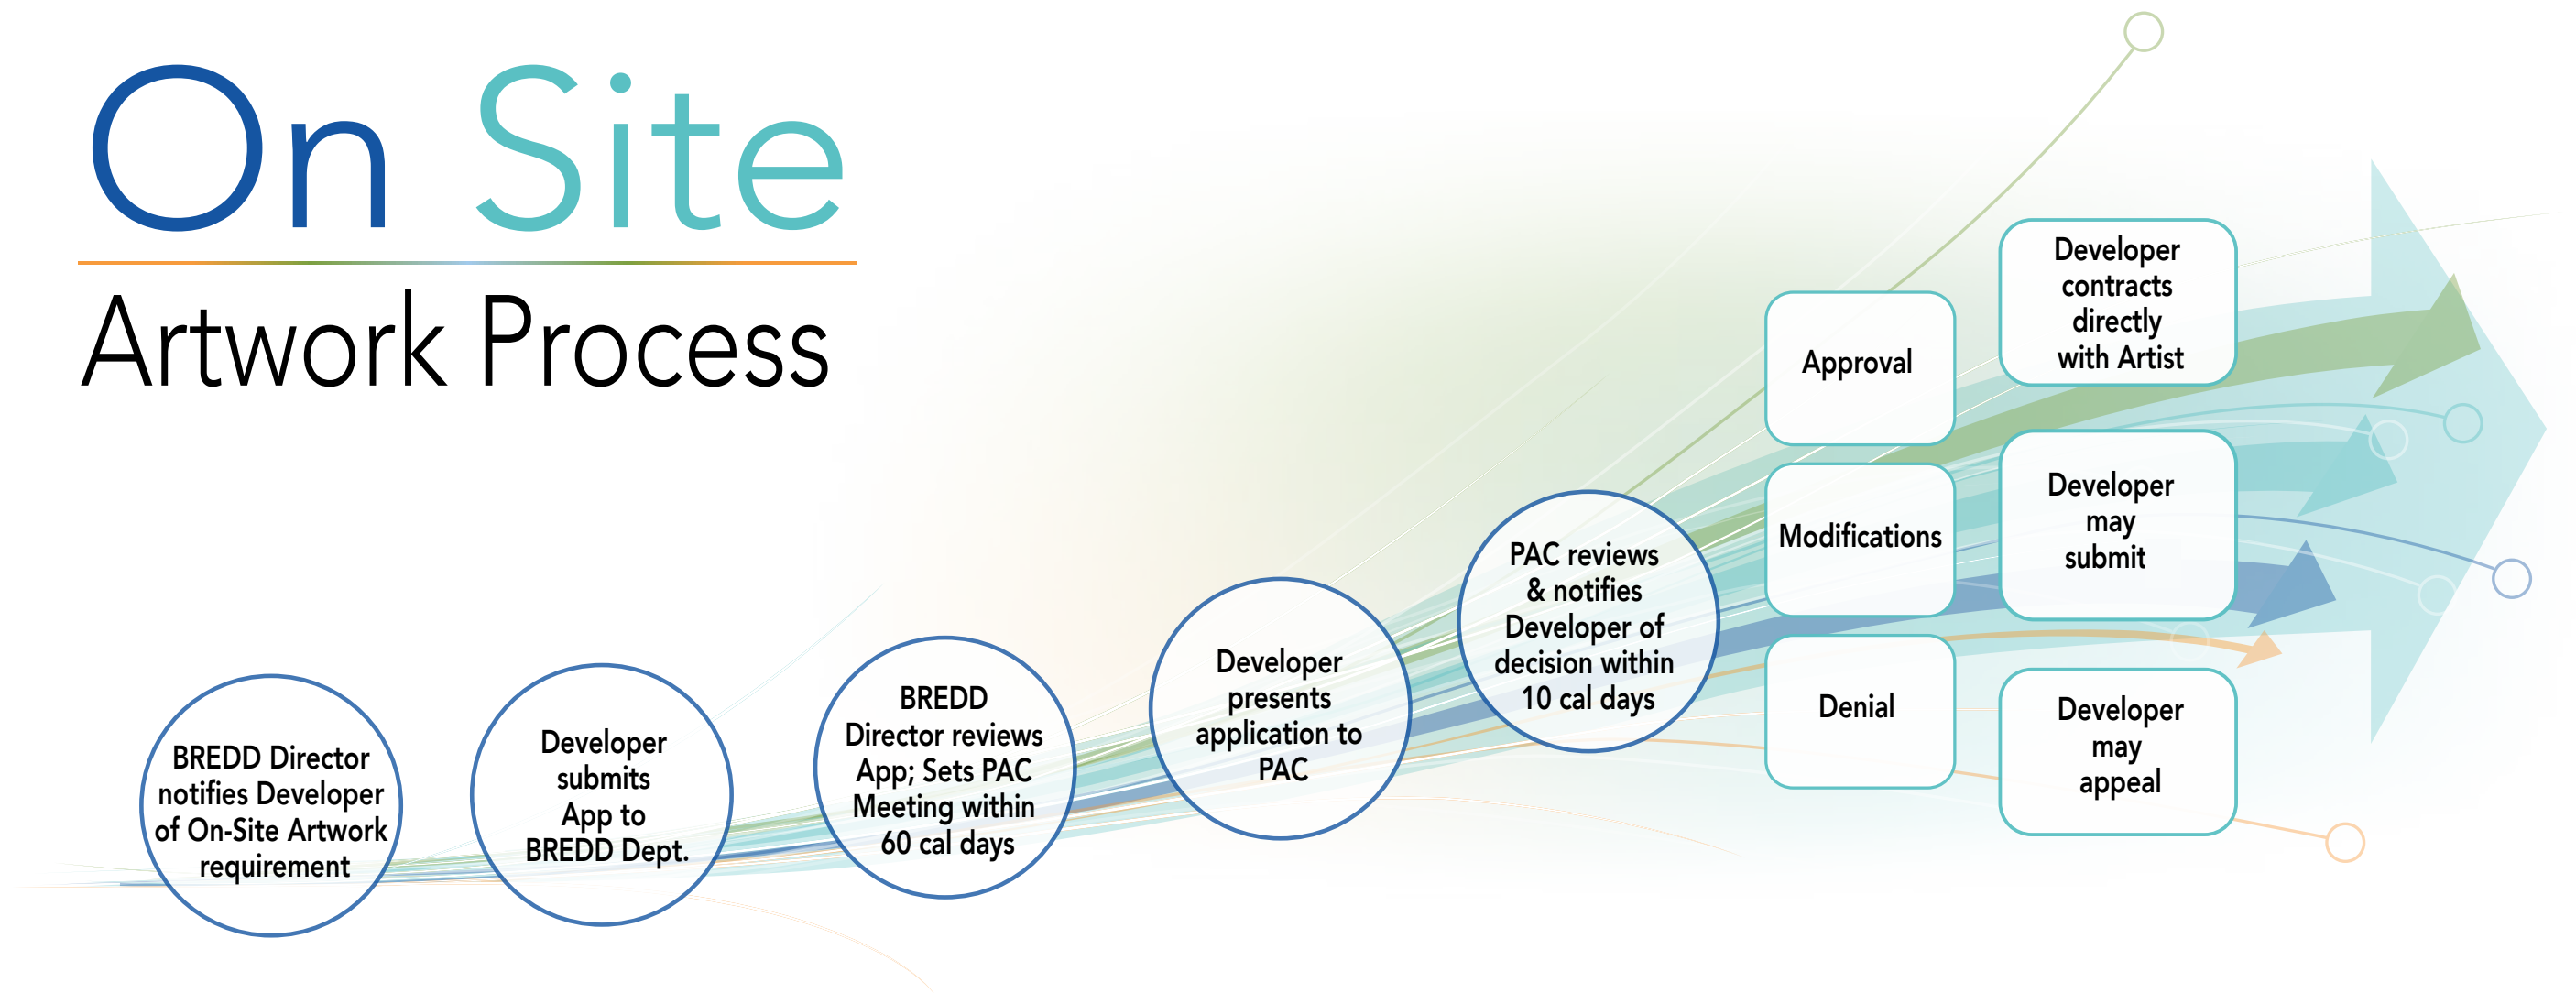 On Site
Artwork Process
BREDD Director
notifies Developer
of On-Site Artwork
requirement
Developer
submits
App to
BREDD Dept.
BREDD
Director reviews
App; Sets PAC
Meeting within
60 cal days
Developer
presents
application to
PAC
PAC reviews
& notifies
Developer of
decision within
10 cal days
Approval
Developer
contracts
directly
with Artist
Modifications
Developer
may
submit
Denial
Developer
may
appeal